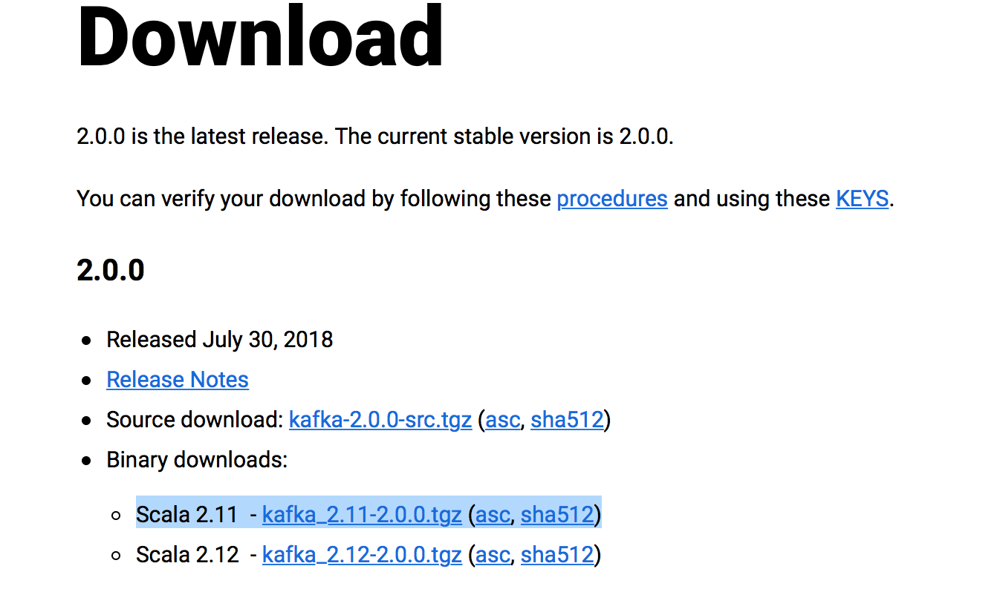 Download
2.0.0 is the latest release. The current stable version is 2.0.0.
You can verify your download by following these procedures and using these KEYS.
2.0.0
Released July 30, 2018
Release Notes
Source download: kafka-2.0.0-src.tgz (asc, sha512)
Binary downloads:
Scala 2.11 - kafka_2.11-2.0.0.tgz (asc, sha512)
Scala 2.12 - kafka_2.12-2.0.0.tgz (asc, sha512)